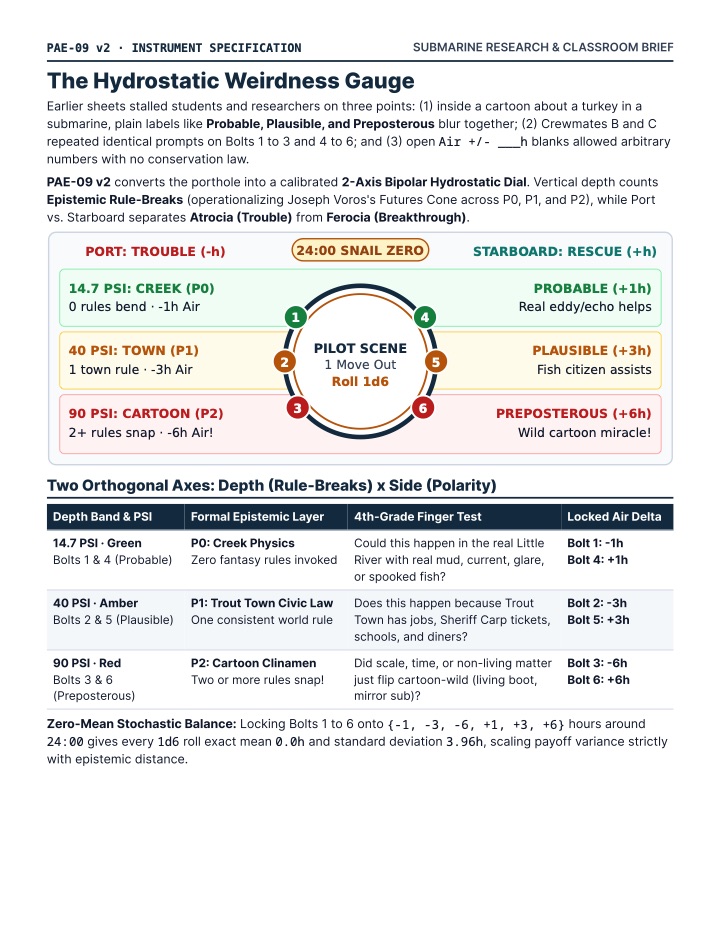 PAE-09 v2 · INSTRUMENT SPECIFICATION
SUBMARINE RESEARCH & CLASSROOM BRIEF
The Hydrostatic Weirdness Gauge
Earlier sheets stalled students and researchers on three points: (1) inside a cartoon about a turkey in a
submarine, plain labels like Probable, Plausible, and Preposterous blur together; (2) Crewmates B and C
repeated identical prompts on Bolts 1 to 3 and 4 to 6; and (3) open Air +/- ___h blanks allowed arbitrary
numbers with no conservation law.
PAE-09 v2 converts the porthole into a calibrated 2-Axis Bipolar Hydrostatic Dial. Vertical depth counts
Epistemic Rule-Breaks (operationalizing Joseph Voros's Futures Cone across P0, P1, and P2), while Port
vs. Starboard separates Atrocia (Trouble) from Ferocia (Breakthrough).
PORT: TROUBLE (-h)
24:00 SNAIL ZERO
STARBOARD: RESCUE (+h)
14.7 PSI: CREEK (P0)
0 rules bend · -1h Air
PROBABLE (+1h)
Real eddy/echo helps
40 PSI: TOWN (P1)
1 town rule · -3h Air
PLAUSIBLE (+3h)
Fish citizen assists
90 PSI: CARTOON (P2)
2+ rules snap · -6h Air!
PREPOSTEROUS (+6h)
Wild cartoon miracle!
1
2
3
4
5
6
PILOT SCENE
1 Move Out
Roll 1d6
Two Orthogonal Axes: Depth (Rule-Breaks) x Side (Polarity)
Depth Band & PSI
Formal Epistemic Layer
4th-Grade Finger Test
Locked Air Delta
14.7 PSI · Green
Bolts 1 & 4 (Probable)
P0: Creek Physics
Zero fantasy rules invoked
Could this happen in the real Little
River with real mud, current, glare,
or spooked fish?
Bolt 1: -1h
Bolt 4: +1h
40 PSI · Amber
Bolts 2 & 5 (Plausible)
P1: Trout Town Civic Law
One consistent world rule
Does this happen because Trout
Town has jobs, Sheriff Carp tickets,
schools, and diners?
Bolt 2: -3h
Bolt 5: +3h
90 PSI · Red
Bolts 3 & 6
(Preposterous)
P2: Cartoon Clinamen
Two or more rules snap!
Did scale, time, or non-living matter
just flip cartoon-wild (living boot,
mirror sub)?
Bolt 3: -6h
Bolt 6: +6h
Zero-Mean Stochastic Balance: Locking Bolts 1 to 6 onto {-1, -3, -6, +1, +3, +6} hours around
24:00 gives every 1d6 roll exact mean 0.0h and standard deviation 3.96h, scaling payoff variance strictly
with epistemic distance.